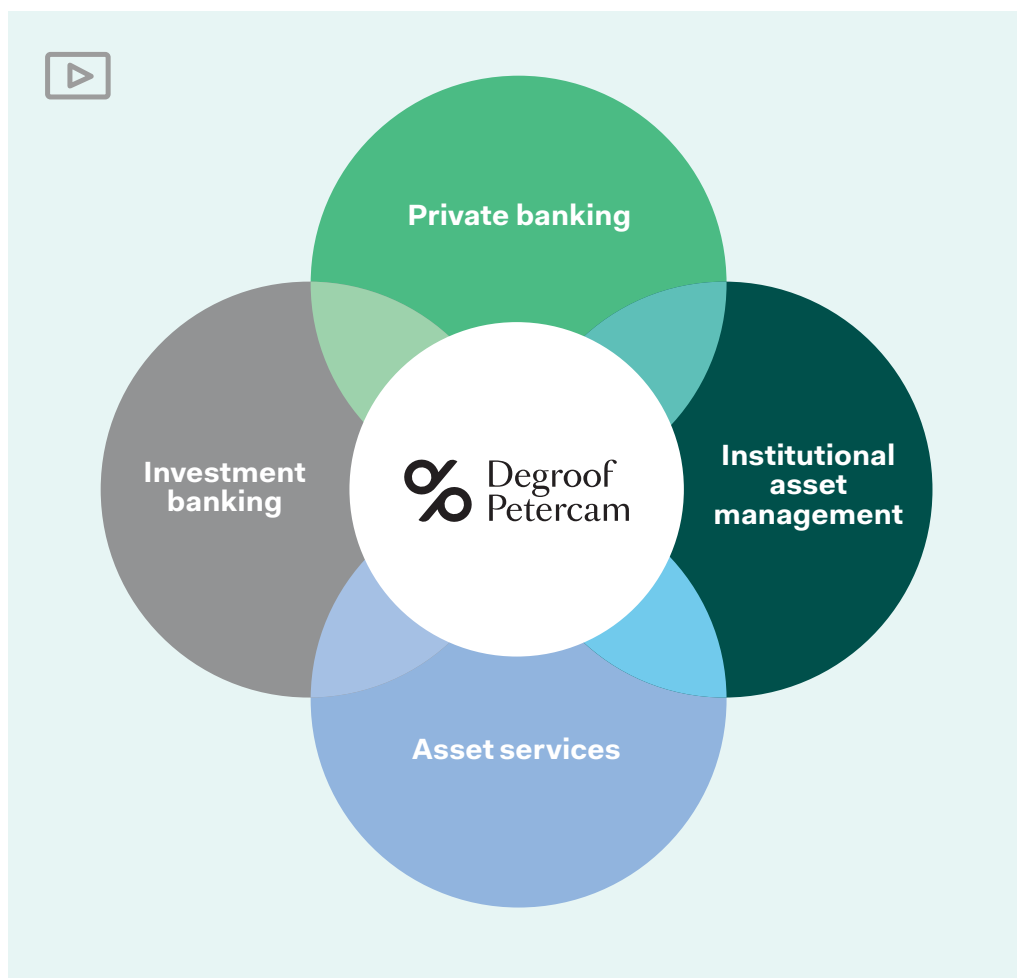 Private banking
Investment
banking
Degroof
Petercam
Institutional
asset
management
Asset services